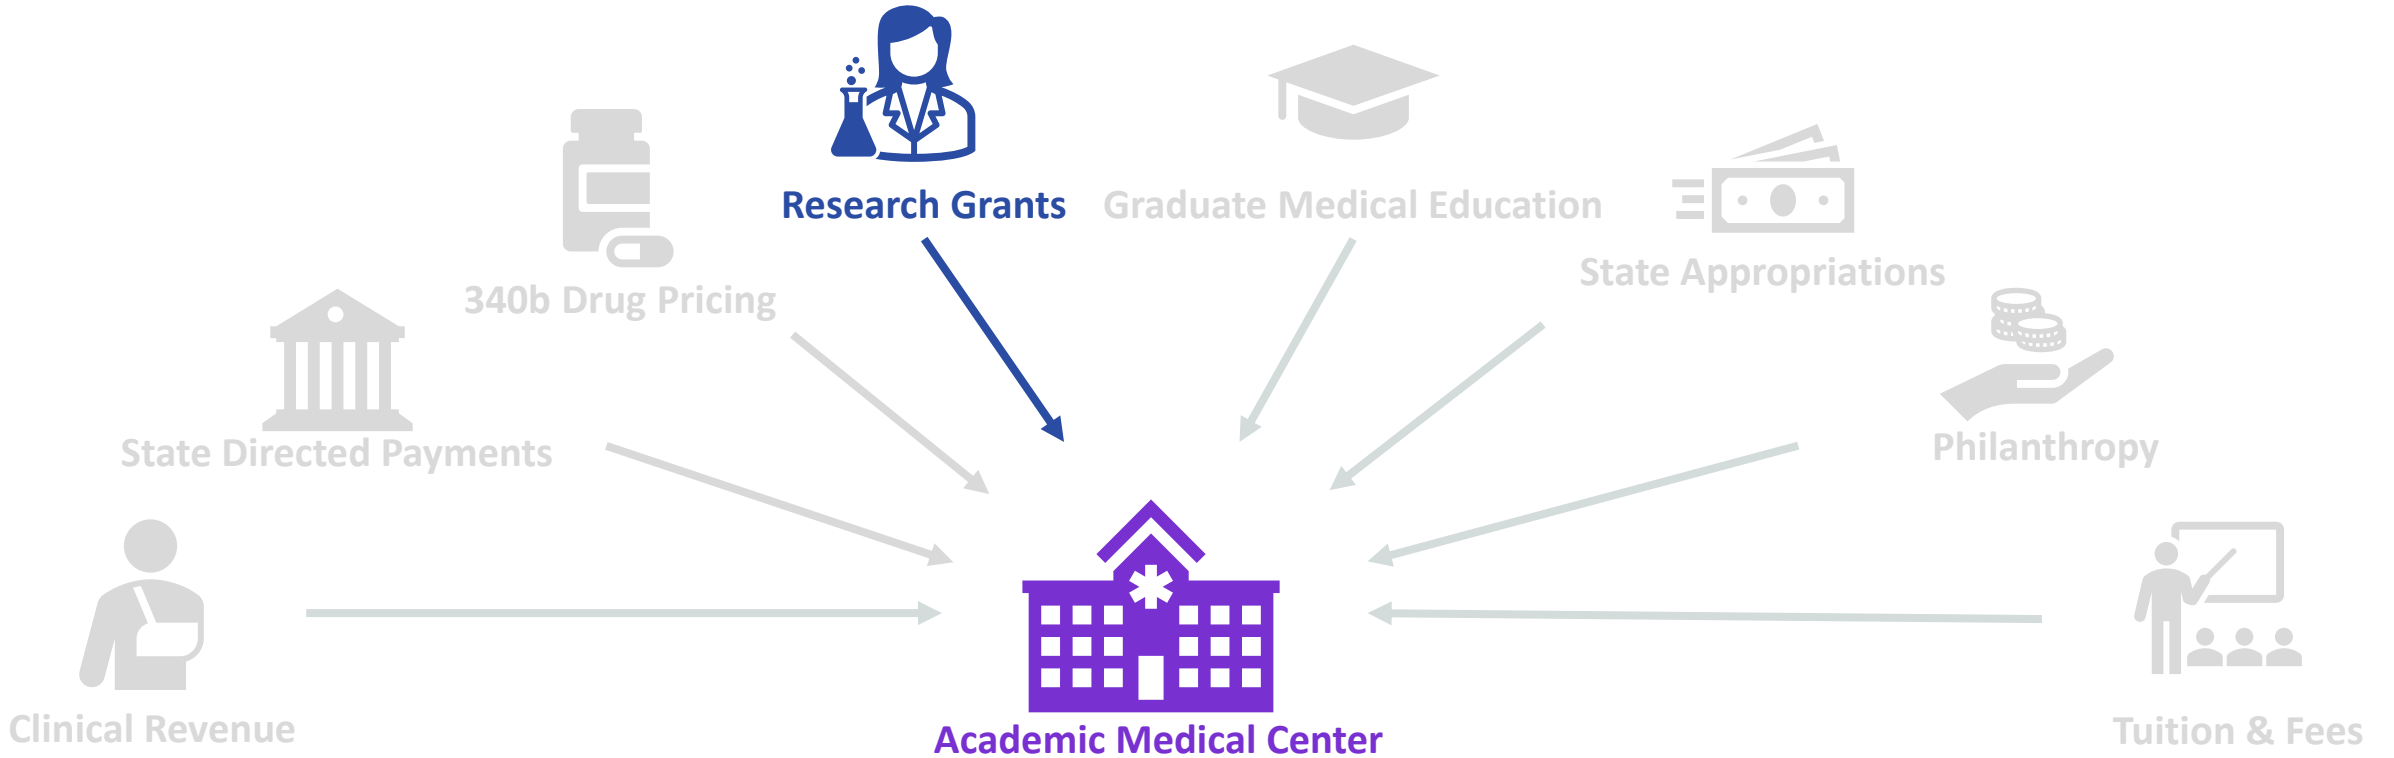 Research Grants
Graduate Medical Education
State Appropriations
340b Drug Pricing
State Directed Payments
Philanthropy
Clinical Revenue
Academic Medical Center
Tuition & Fees